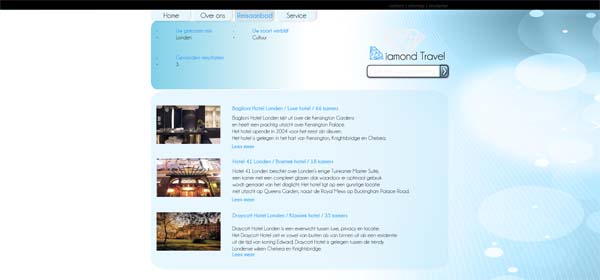 contact | sitemap | disclaimer
Home Over ons Reisaanbod Service
Uw gekozen reis Uw soort verblijf
Londen Cultuur
Gevonden resultaten
3
Diamond Travel
Baglioni Hotel Londen / Luxe hotel / 66 kamers
Baglioni Hotel Londen kijkt uit over de Kensington Gardens
en heeft een prachtig uitzicht over Kensington Palace.
Het hotel opende in 2004 voor het eerst zijn deuren.
Het hotel is gelegen in het hart van Kensington, Knightsbridge en Chelsea.
Lees meer
Hotel 41 Londen / Boetiek hotel / 18 kamers
Hotel 41 Londen beschikt over Londen's enige Tuinkamer Master Suite,
een kamer met een compleet glazen dak waardoor er optimaal gebruik
wordt gemaakt van het daglicht. Het hotel ligt op een gunstige locatie
met uitzicht op Queens Garden, naast de Royal Mews op Buckingham Palace Road.
Lees meer
Draycott Hotel Londen / Klassiek hotel / 35 kamers
Draycott Hotel Londen is een evenwicht tussen luxe, privacy en locatie.
Het Draycott Hotel ziet er zowel van buiten als van binnen uit als een residentie
uit de tijd van koning Edward. Draycott Hotel is gelegen tussen de trendy
Londense wijken Chelsea en Knightsbridge.
Lees meer